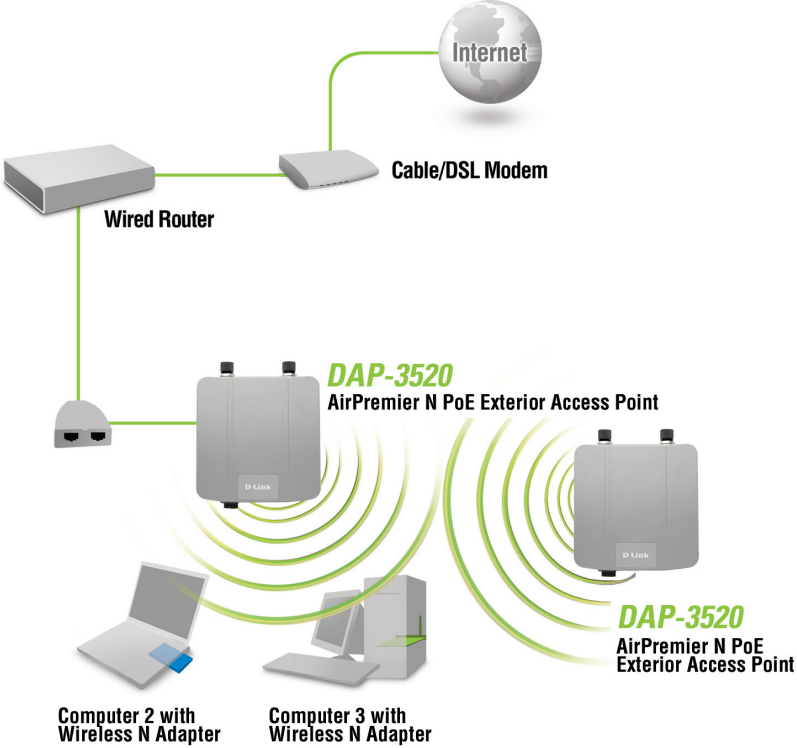 Internet
Cable/DSL Modem
Wired Router
DAP-3520
AirPremier N PoE Exterior Access Point
D-Link
D-Link
DAP-3520
AirPremier N PoE
Exterior Access Point
Computer 2 with
Wireless N Adapter
Computer 3 with
Wireless N Adapter